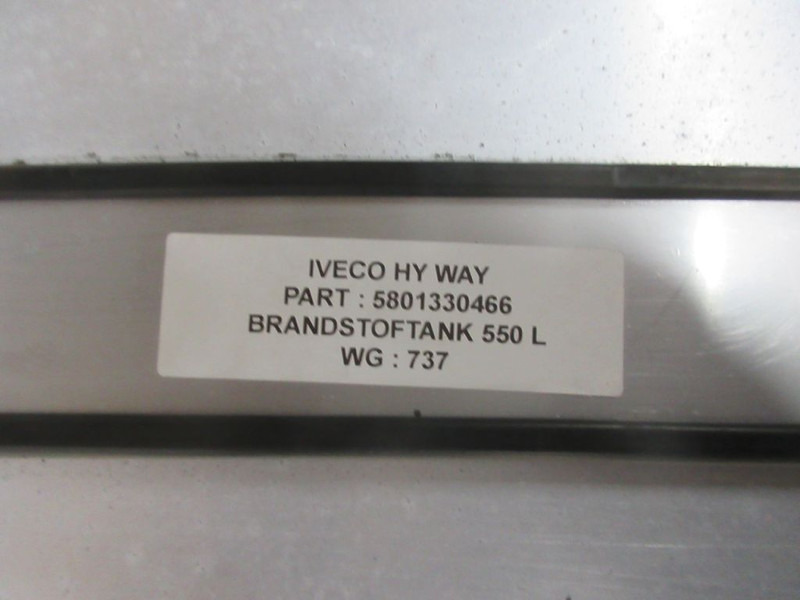 IVECO HY WAY
PART : 5801330466
BRANDSTOFTANK 550 L
WG : 737